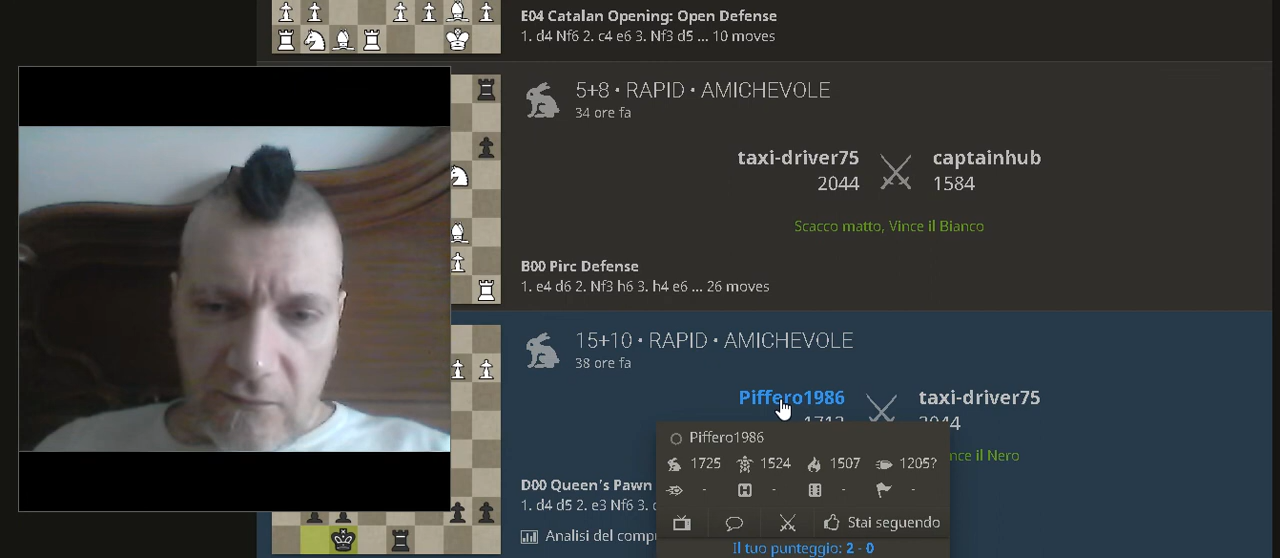 E04 Catalan Opening: Open Defense
1. d4 Nf6 2. c4 e6 3. Nf3 d5 ... 10 moves
5+8 • RAPID • AMICHEVOLE
34 ore fa
taxi-driver75 captainhub
2044 1584
Scacco matto, Vince il Bianco
B00 Pirc Defense
1. e4 d6 2. Nf3 h6 3. h4 e6 ... 26 moves
15+10 • RAPID • AMICHEVOLE
38 ore fa
Piffero1986 taxi-driver75
2044
Piffero1986
nce il Nero
1725 1524 1507 1205?
D00 Queen's Pawn
- - - -
1. d4 d5 2. e3 Nf6 3.
Stai seguendo
Analisi del comp
Il tuo punteggio: 2 - 0